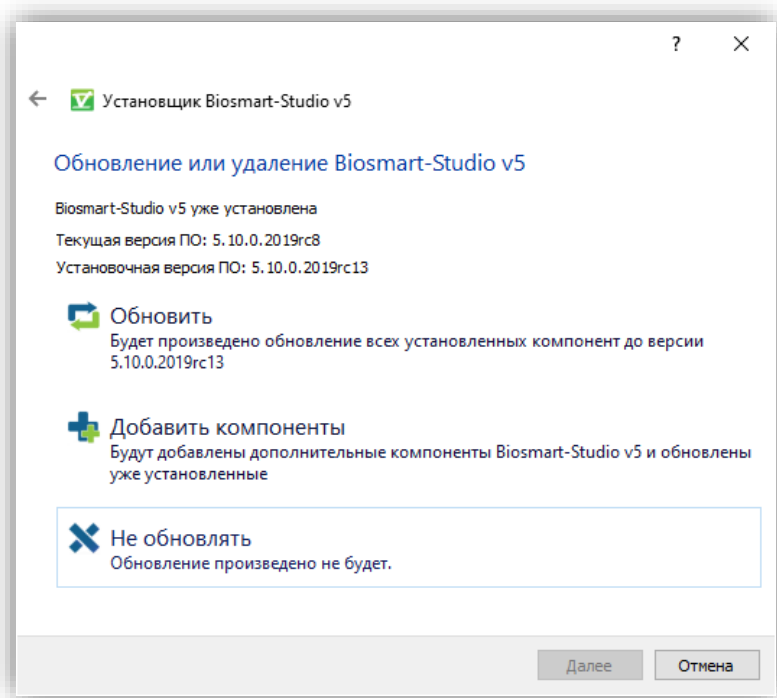 ?
Установщик Biosmart-Studio v5
Обновление или удаление Biosmart-Studio v5
Biosmart-Studio v5 уже установлена
Текущая версия ПО: 5.10.0.2019rc8
Установочная версия ПО: 5.10.0.2019rc13
Обновить
Будет произведено обновление всех установленных компонент до версии
5.10.0.2019rc13
Добавить компоненты
Будут добавлены дополнительные компоненты Biosmart-Studio v5 и обновлены
уже установленные
Не обновлять
Обновление произведено не будет.
Далее
Отмена